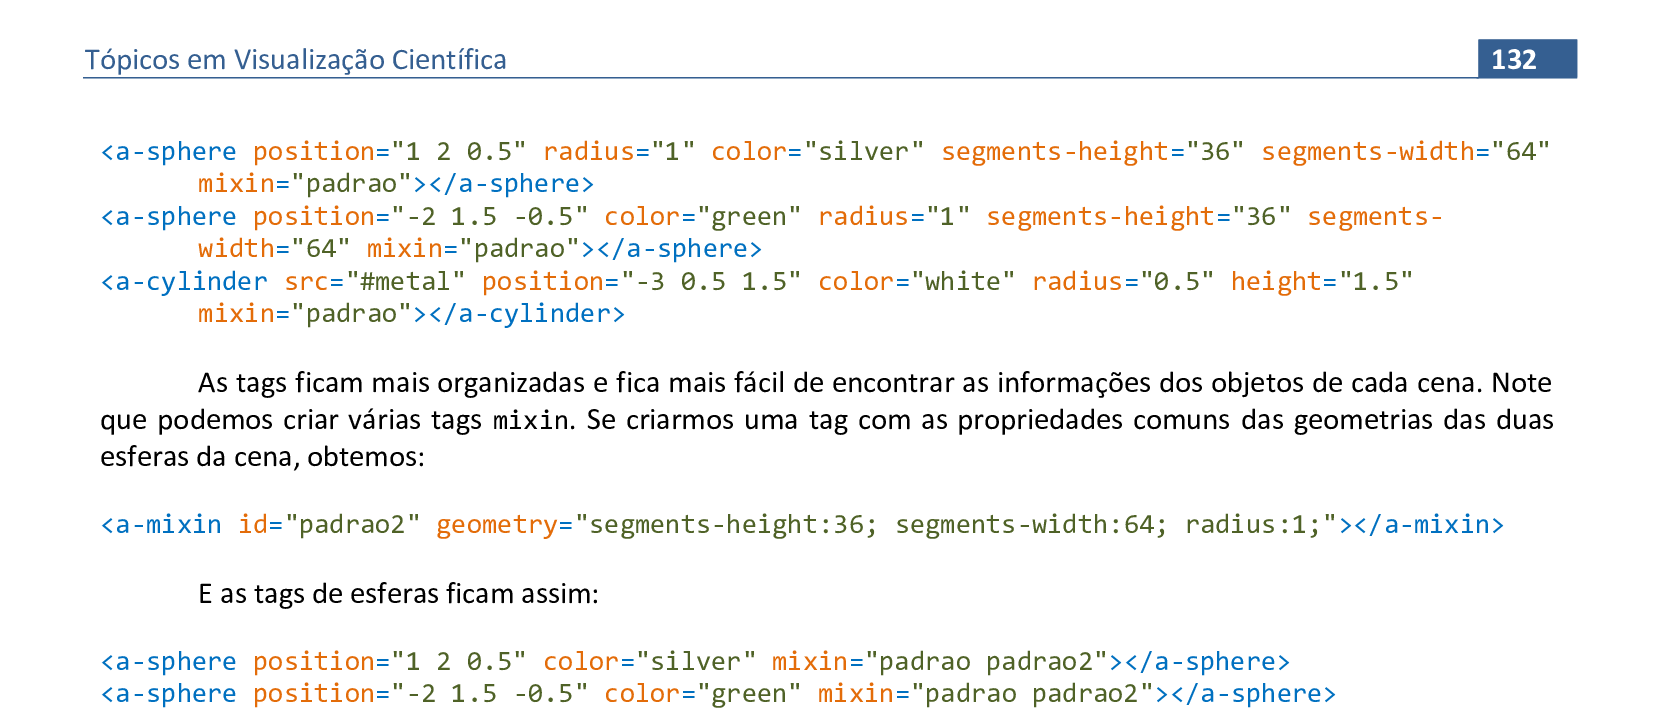 Tópicos em Visualização Científica 132
<a-sphere position="1 2 0.5" radius="1" color="silver" segments-height="36" segments-width="64"
mixin="padrao"></a-sphere>
<a-sphere position="-2 1.5 -0.5" color="green" radius="1" segments-height="36" segments-
width="64" mixin="padrao"></a-sphere>
<a-cylinder src="#metal" position="-3 0.5 1.5" color="white" radius="0.5" height="1.5"
mixin="padrao"></a-cylinder>
As tags ficam mais organizadas e fica mais fácil de encontrar as informações dos objetos de cada cena. Note
que podemos criar várias tags mixin. Se criarmos uma tag com as propriedades comuns das geometrias das duas
esferas da cena, obtemos:
<a-mixin id="padrao2" geometry="segments-height:36; segments-width:64; radius:1;"></a-mixin>
E as tags de esferas ficam assim:
<a-sphere position="1 2 0.5" color="silver" mixin="padrao padrao2"></a-sphere>
<a-sphere position="-2 1.5 -0.5" color="green" mixin="padrao padrao2"></a-sphere>